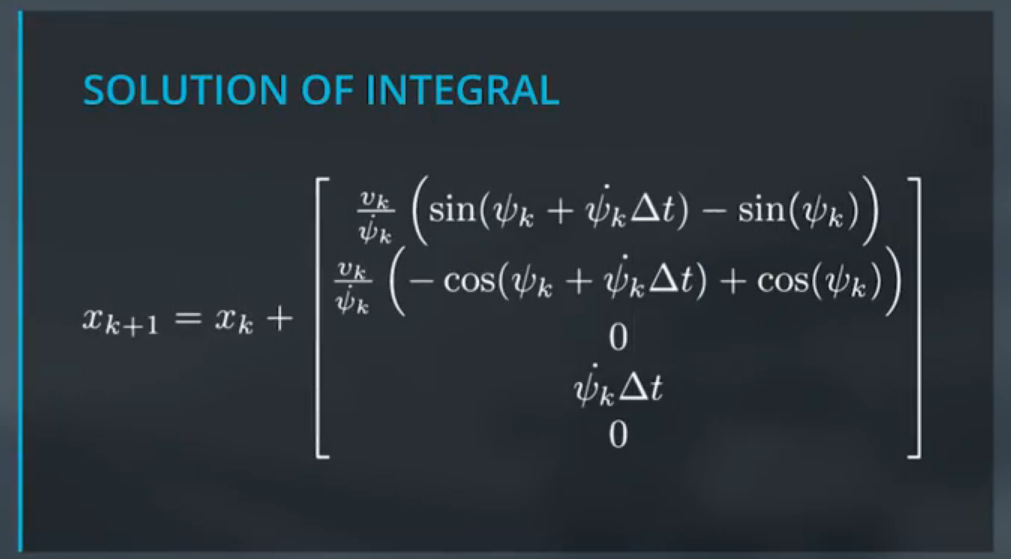 SOLUTION OF INTEGRAL
$x_{k+1} = x_k + \begin{bmatrix} \frac{v_k}{\dot{\psi}_k} \left( \sin(\psi_k + \dot{\psi}_k \Delta t) - \sin(\psi_k) \right) \\ \frac{v_k}{\dot{\psi}_k} \left( -\cos(\psi_k + \dot{\psi}_k \Delta t) + \cos(\psi_k) \right) \\ 0 \\ \dot{\psi}_k \Delta t \\ 0 \end{bmatrix}$